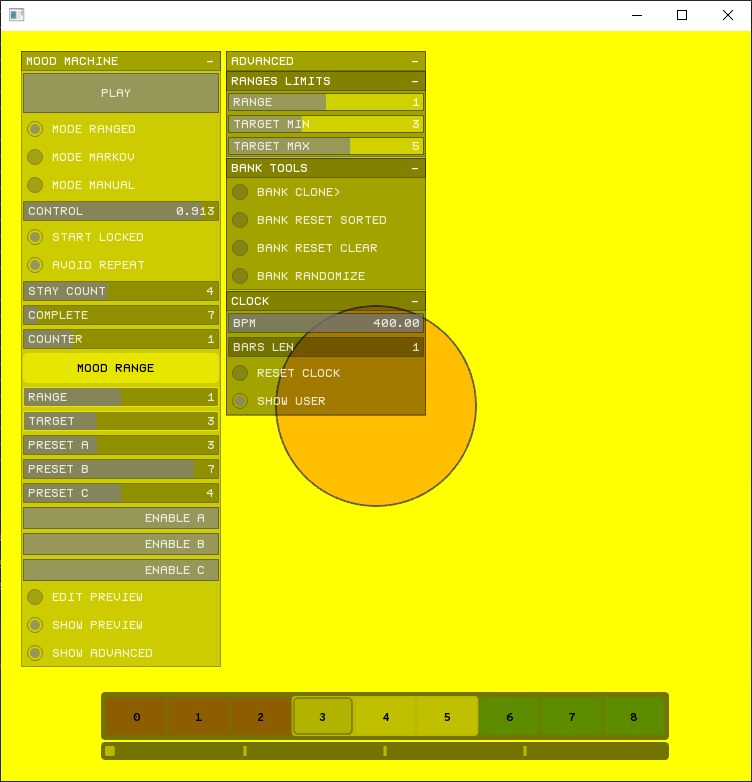 MOOD MACHINE
PLAY
MODE RANGED
MODE MARKOV
MODE MANUAL
CONTROL 0.913
START LOCKED
AVOID REPEAT
STAY COUNT 4
COMPLETE 7
COUNTER 1
MOOD RANGE
RANGE 1
TARGET 3
PRESET A 3
PRESET B 7
PRESET C 4
ENABLE A
ENABLE B
ENABLE C
EDIT PREVIEW
SHOW PREVIEW
SHOW ADVANCED
ADVANCED
RANGES LIMITS
RANGE 1
TARGET MIN 3
TARGET MAX 5
BANK TOOLS
BANK CLONE>
BANK RESET SORTED
BANK RESET CLEAR
BANK RANDOMIZE
CLOCK
BPM 400.00
BARS LEN 1
RESET CLOCK
SHOW USER
0 1 2 3 4 5 6 7 8